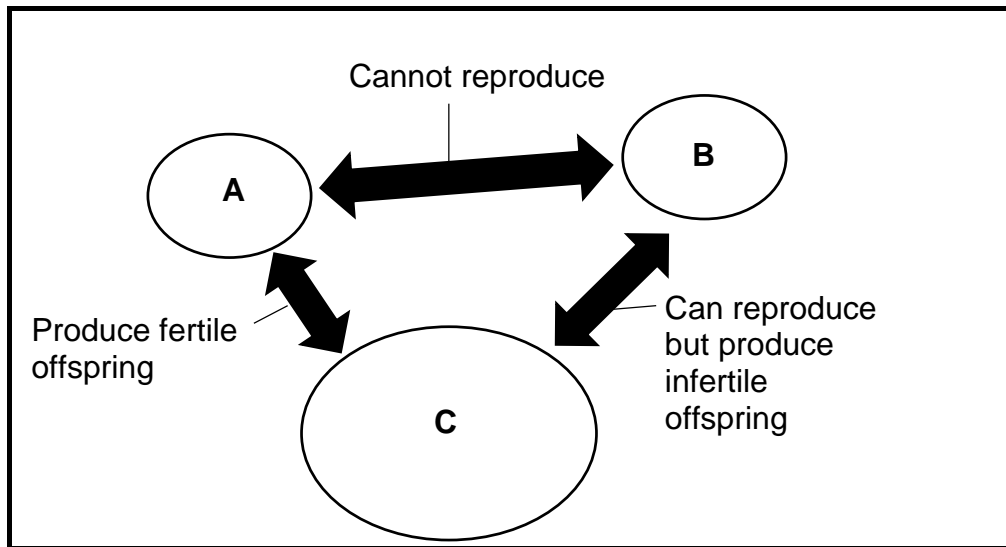 Cannot reproduce
A
B
Produce fertile
offspring
Can reproduce
but produce
infertile
offspring
C